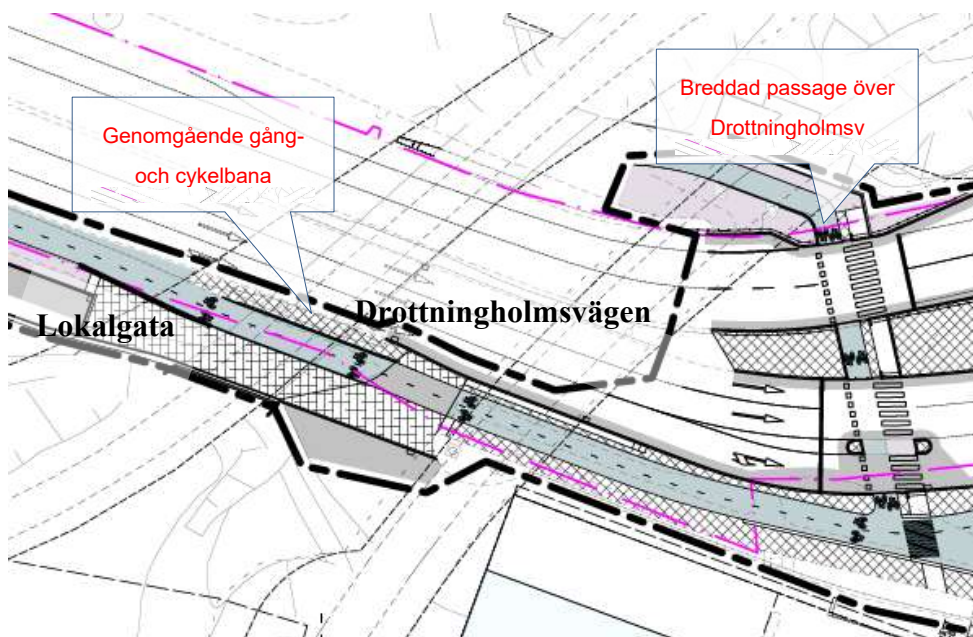 Genomgående gång-
och cykelbana
Breddad passage över
Drottningholmsv
Lokalgata
Drottningholmsvägen